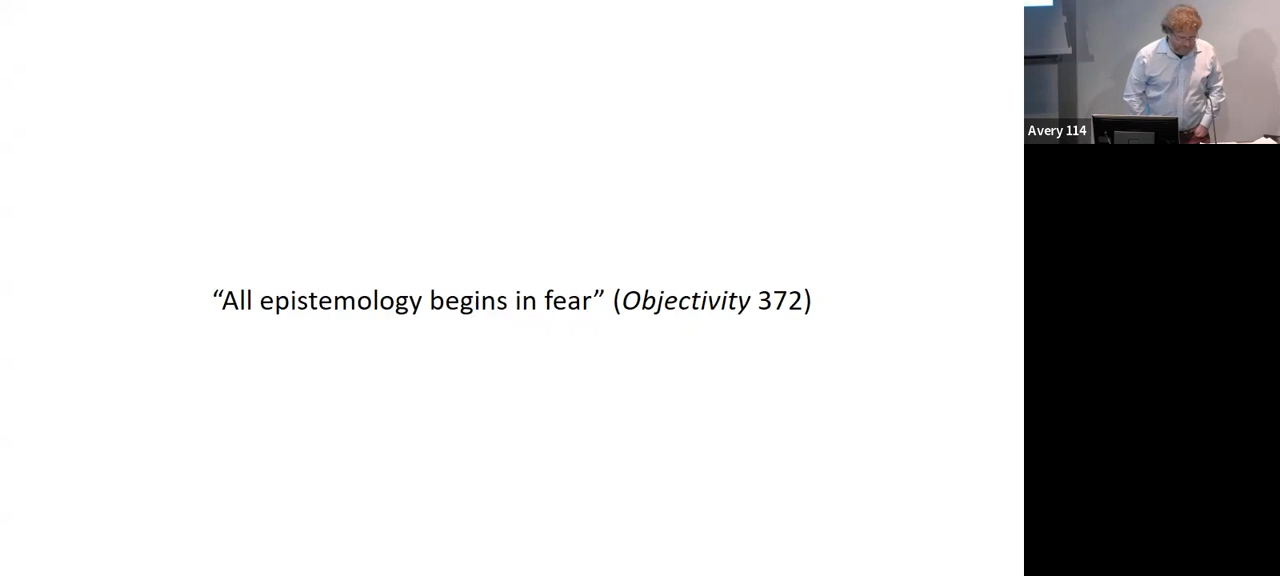 “All epistemology begins in fear” (Objectivity 372)
Avery 114